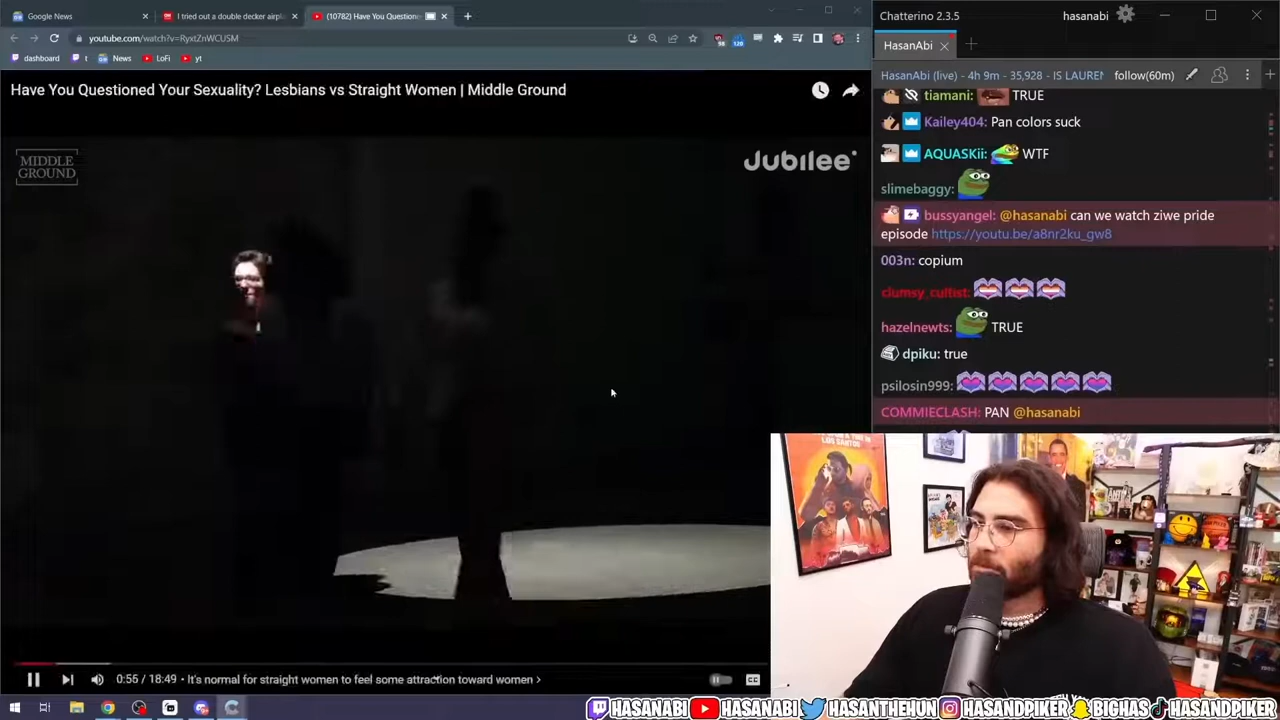 Google News
I tried out a double decker airpl
(10782) Have You Questione
youtube.com/watch?v=RyxtZnWCUSM
dashboard
t
News
LoFi
yt
Have You Questioned Your Sexuality? Lesbians vs Straight Women | Middle Ground
MIDDLE
GROUND
Jubilee
0:55 / 18:49 • It's normal for straight women to feel some attraction toward women >
Chatterino 2.3.5
hasanabi
HasanAbi
HasanAbi (live) - 4h 9m - 35,928 - IS LAUREN
follow(60m)
tiamani: TRUE
Kailey404: Pan colors suck
AQUASKii: WTF
slimebaggy:
bussyangel: @hasanabi can we watch ziwe pride
episode https://youtu.be/a8nr2ku_gw8
003n: copium
clumsy_cultist:
hazelnewts: TRUE
dpiku: true
psilosin999:
COMMIECLASH: PAN @hasanabi
LOS SANTOS
HASANABI HASANABI HASANTHEHUN HASANDPIKER BIGHAS HASANDPIKER